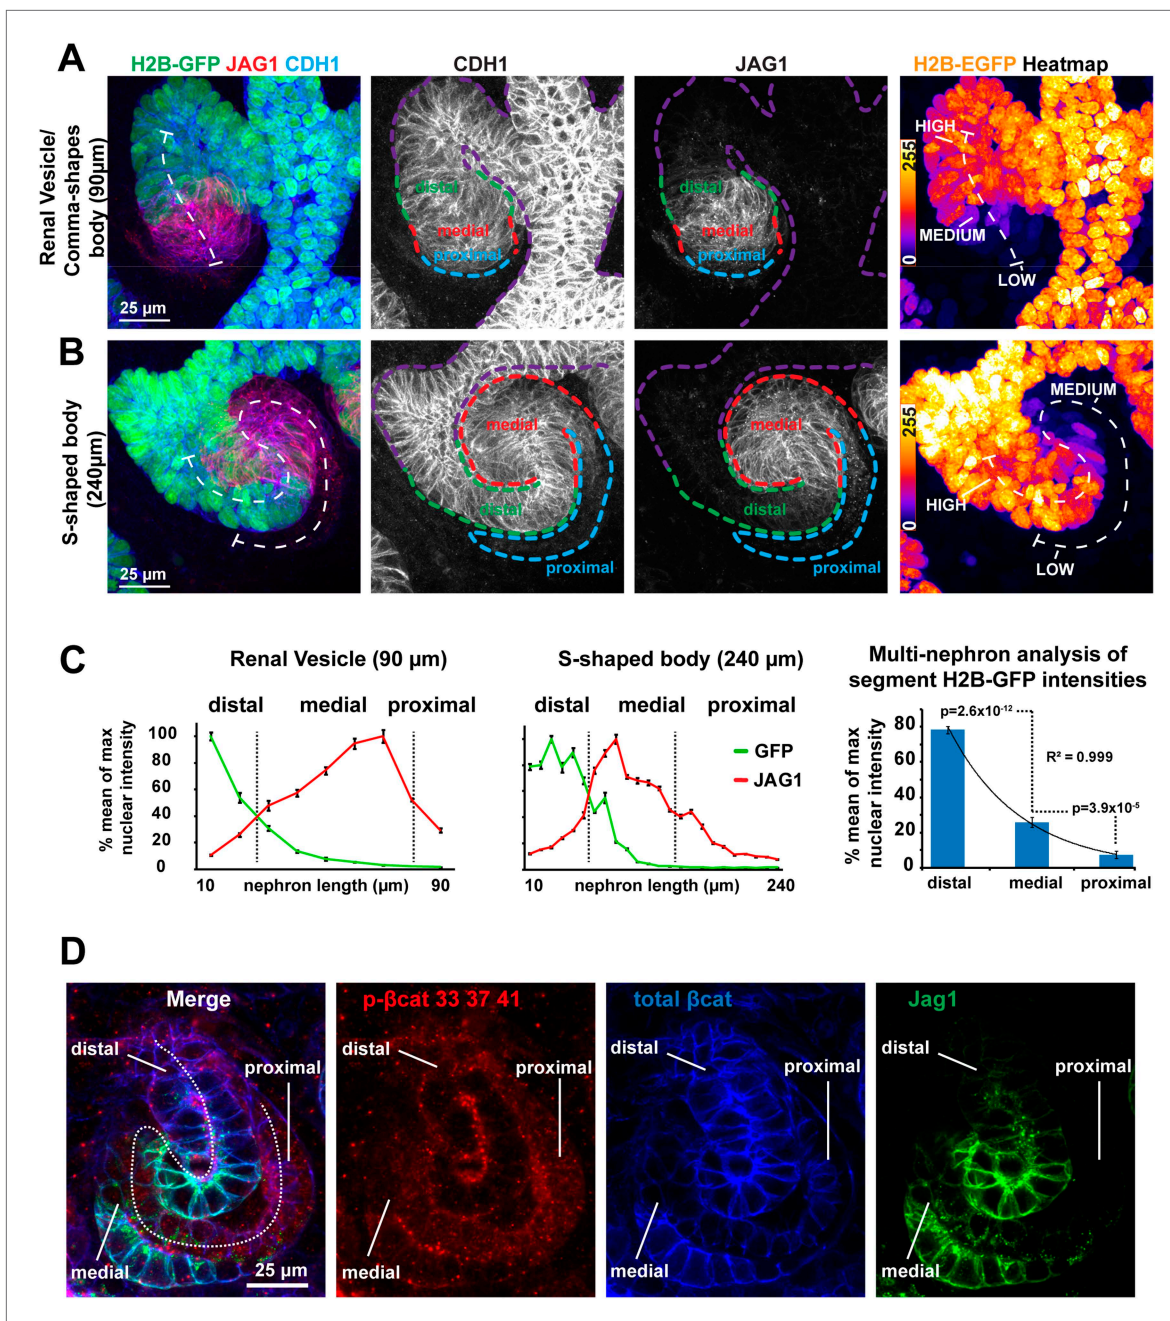 A
H2B-GFP JAG1 CDH1
CDH1
JAG1
H2B-EGFP Heatmap
Renal Vesicle/
Comma-shapes
body (90µm)
25 µm
distal
medial
proximal
distal
medial
proximal
255
0
HIGH
MEDIUM
LOW
B
S-shaped body
(240µm)
25 µm
medial
distal
proximal
medial
distal
proximal
255
0
MEDIUM
HIGH
LOW
C
Renal Vesicle (90 µm)
distal medial proximal
% mean of max
nuclear intensity
100
80
60
40
20
0
10 nephron length (µm) 90
S-shaped body (240 µm)
distal medial proximal
GFP
JAG1
10 nephron length (µm) 240
Multi-nephron analysis of
segment H2B-GFP intensities
% mean of max
nuclear intensity
80
60
40
20
0
p=2.6x10⁻¹²
R² = 0.999
p=3.9x10⁻⁵
distal medial proximal
D
Merge
distal
proximal
medial
25 µm
p-βcat 33 37 41
distal
proximal
medial
total βcat
distal
proximal
medial
Jag1
distal
proximal
medial